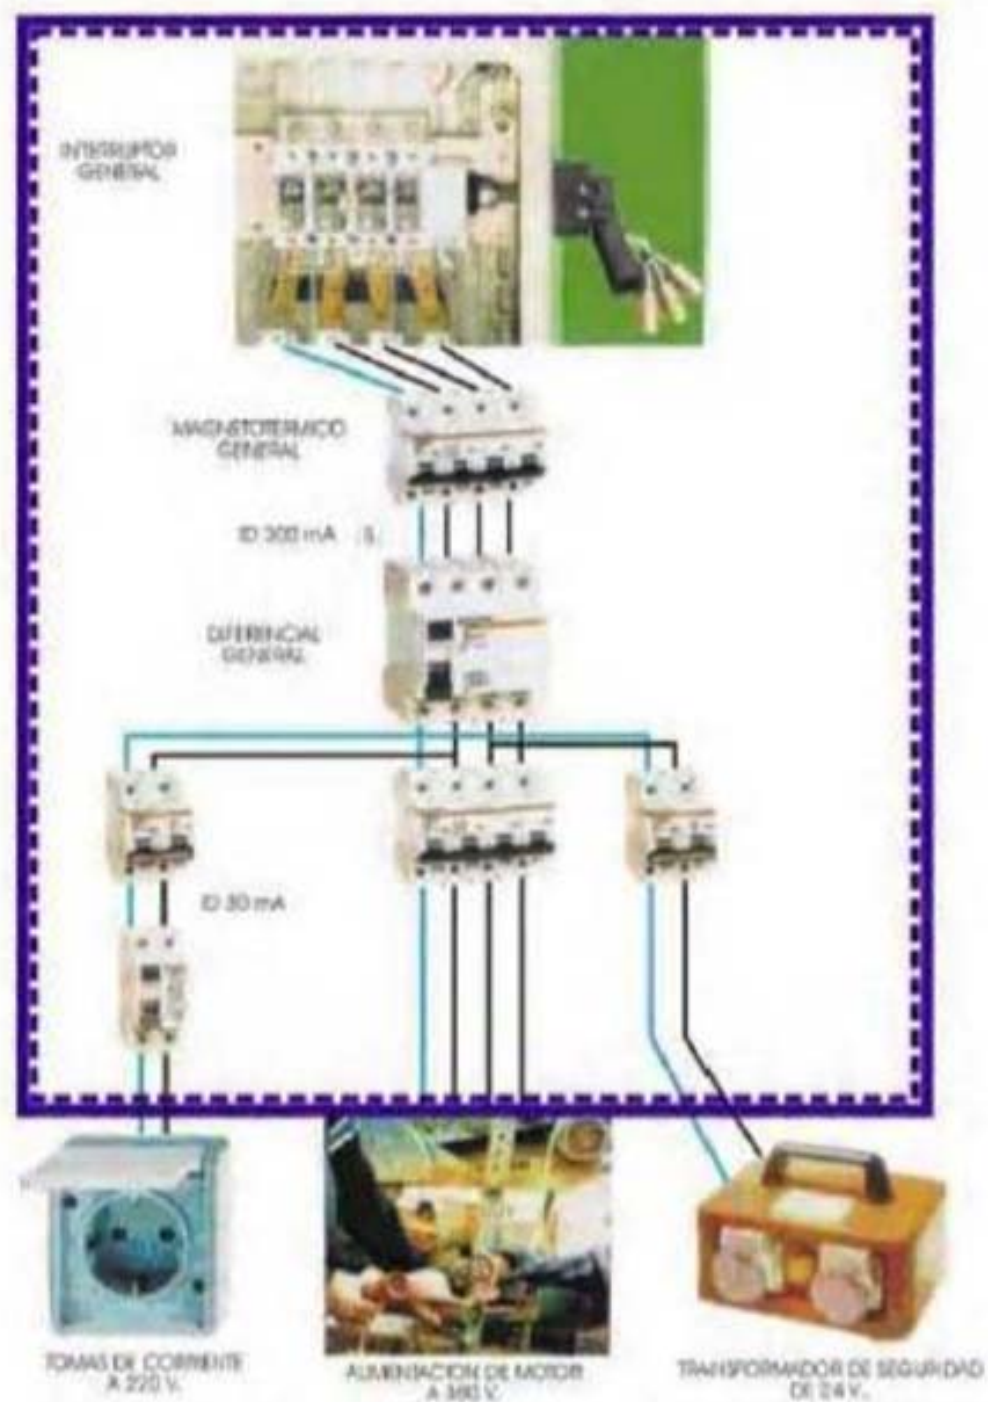 INTERRUPTOR
GENERAL
MAGNETOTERMICO
GENERAL
ID 300 mA .S.
DIFERENCIAL
GENERAL
ID 30 mA
TOMAS DE CORRIENTE
A 220 V.
ALIMENTACION DE MOTOR
A 380 V.
TRANSFORMADOR DE SEGURIDAD
DE 24 V.